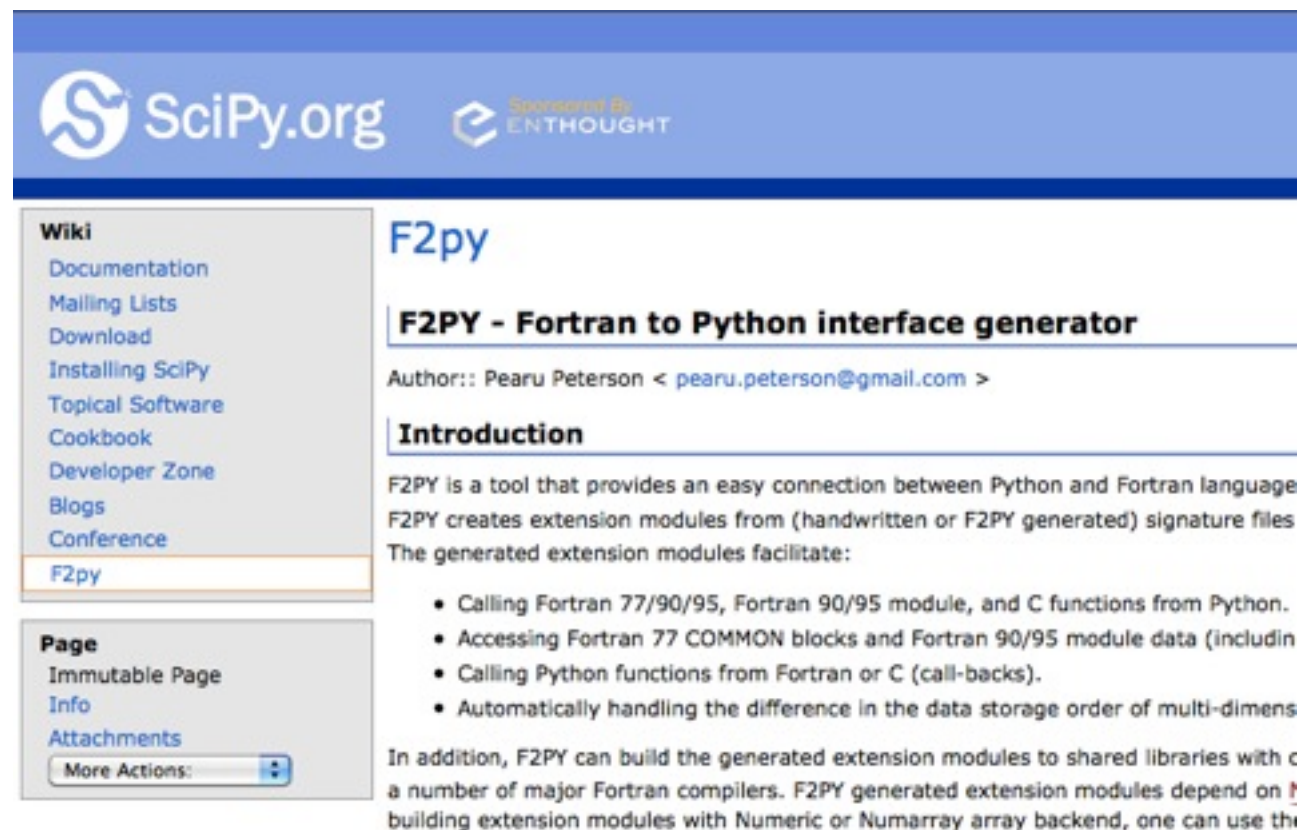 SciPy.org
Sponsored By
ENTHOUGHT
Wiki
Documentation
Mailing Lists
Download
Installing SciPy
Topical Software
Cookbook
Developer Zone
Blogs
Conference
F2py
Page
Immutable Page
Info
Attachments
More Actions:
F2py
F2PY - Fortran to Python interface generator
Author:: Pearu Peterson < pearu.peterson@gmail.com >
Introduction
F2PY is a tool that provides an easy connection between Python and Fortran language
F2PY creates extension modules from (handwritten or F2PY generated) signature files
The generated extension modules facilitate:
• Calling Fortran 77/90/95, Fortran 90/95 module, and C functions from Python.
• Accessing Fortran 77 COMMON blocks and Fortran 90/95 module data (includin
• Calling Python functions from Fortran or C (call-backs).
• Automatically handling the difference in the data storage order of multi-dimens
In addition, F2PY can build the generated extension modules to shared libraries with
a number of major Fortran compilers. F2PY generated extension modules depend on
building extension modules with Numeric or Numarray array backend, one can use the